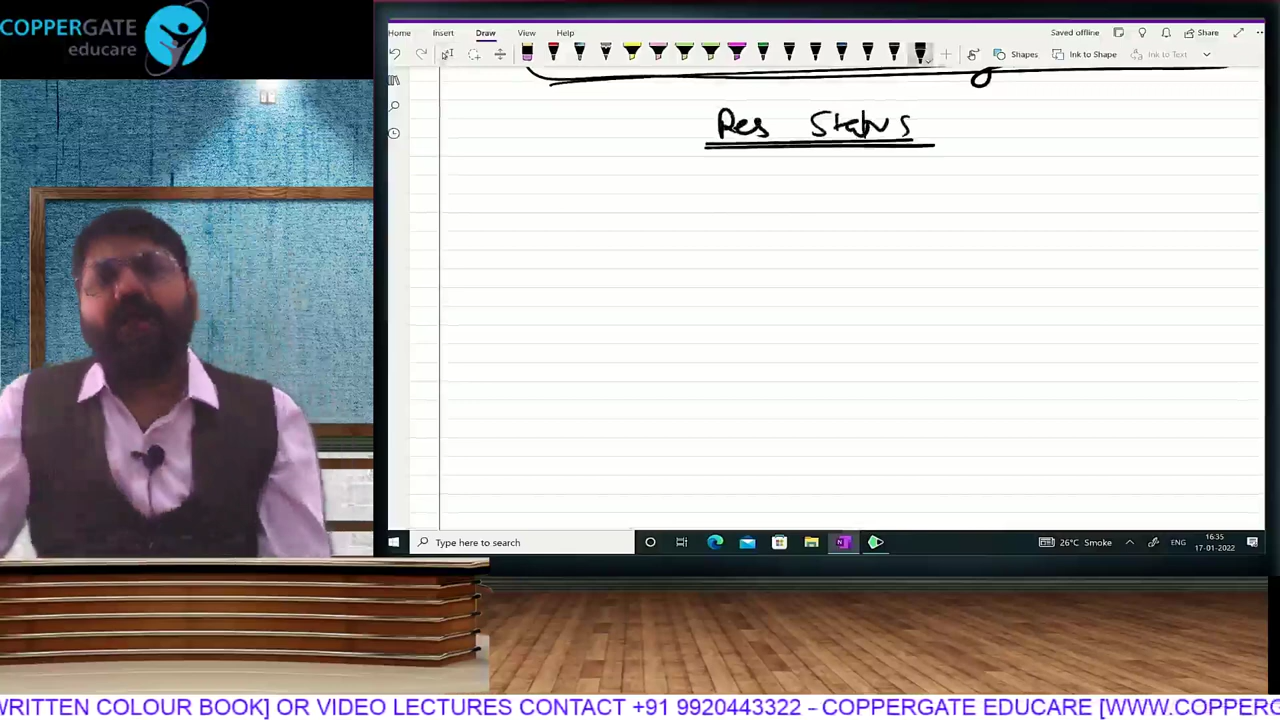 COPPERGATE
educare
Home Insert Draw View Help
Saved offline
Share
Shapes
Ink to Shape
Ink to Text
Res Status
Type here to search
26°C Smoke
ENG
16:35
17-01-2022
WRITTEN COLOUR BOOK] OR VIDEO LECTURES CONTACT +91 9920443322 – COPPERGATE EDUCARE [WWW.COPPERG